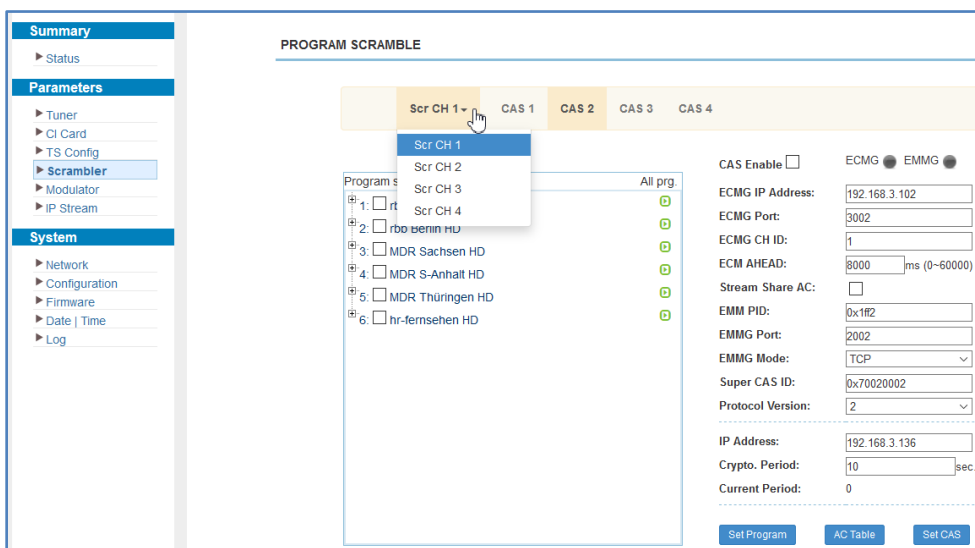 Summary
Status
Parameters
Tuner
CI Card
TS Config
Scrambler
Modulator
IP Stream
System
Network
Configuration
Firmware
Date | Time
Log
PROGRAM SCRAMBLE
Scr CH 1 CAS 1 CAS 2 CAS 3 CAS 4
Scr CH 1
Scr CH 2
Scr CH 3
Scr CH 4
Program All prg.
1:
2: rbb Berlin HD
3: MDR Sachsen HD
4: MDR S-Anhalt HD
5: MDR Thüringen HD
6: hr-fernsehen HD
CAS Enable ECMG EMMG
ECMG IP Address: 192.168.3.102
ECMG Port: 3002
ECMG CH ID: 1
ECM AHEAD: 8000 ms (0~60000)
Stream Share AC:
EMM PID: 0x1ff2
EMMG Port: 2002
EMMG Mode: TCP
Super CAS ID: 0x70020002
Protocol Version: 2
IP Address: 192.168.3.136
Crypto. Period: 10 sec.
Current Period: 0
Set Program AC Table Set CAS